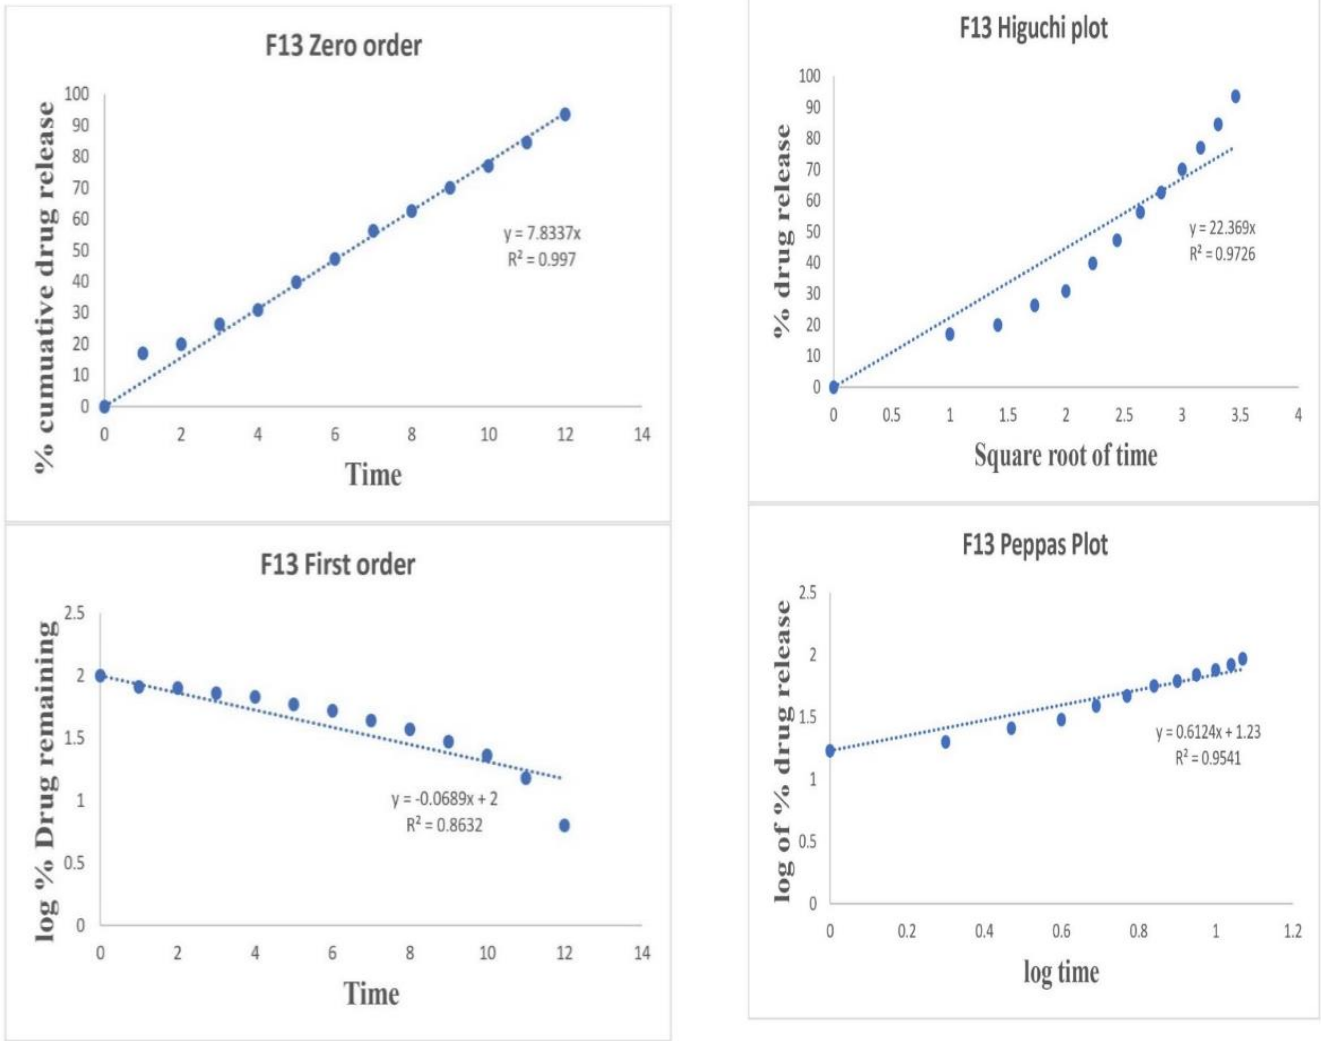 F13 Zero order
% cumuative drug release
100
90
80
70
60
50
40
30
20
10
0
y = 7.8337x
R² = 0.997
0 2 4 6 8 10 12 14
Time
F13 Higuchi plot
% drug release
100
90
80
70
60
50
40
30
20
10
0
y = 22.369x
R² = 0.9726
0 0.5 1 1.5 2 2.5 3 3.5 4
Square root of time
F13 First order
log % Drug remaining
2.5
2
1.5
1
0.5
0
y = -0.0689x + 2
R² = 0.8632
0 2 4 6 8 10 12 14
Time
F13 Peppas Plot
log of % drug release
2.5
2
1.5
1
0.5
0
y = 0.6124x + 1.23
R² = 0.9541
0 0.2 0.4 0.6 0.8 1 1.2
log time